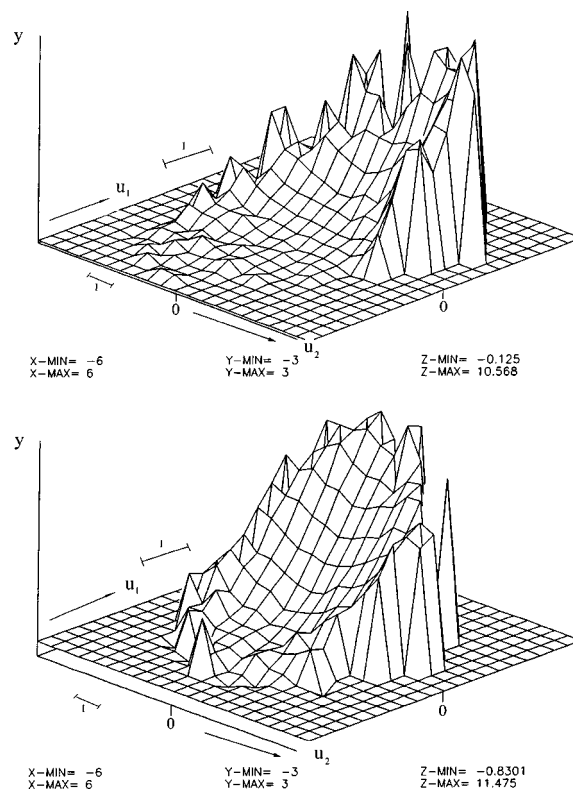 y
1
u1
1
0
0
u2
X-MIN= -6 Y-MIN= -3 Z-MIN= -0.125
X-MAX= 6 Y-MAX= 3 Z-MAX= 10.568
y
1
u1
1
0
0
u2
X-MIN= -6 Y-MIN= -3 Z-MIN= -0.8301
X-MAX= 6 Y-MAX= 3 Z-MAX= 11.475